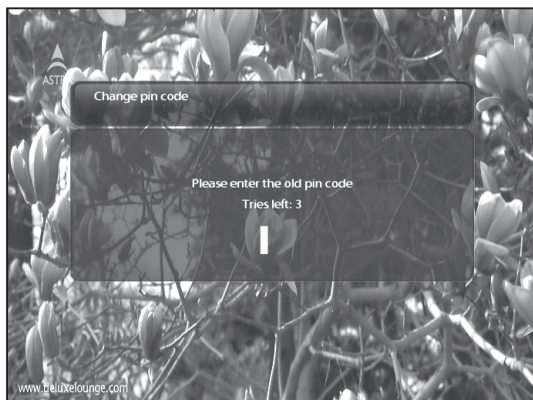 ASTRA
Change pin code
Please enter the old pin code
Tries left: 3
www.deluxelounge.com